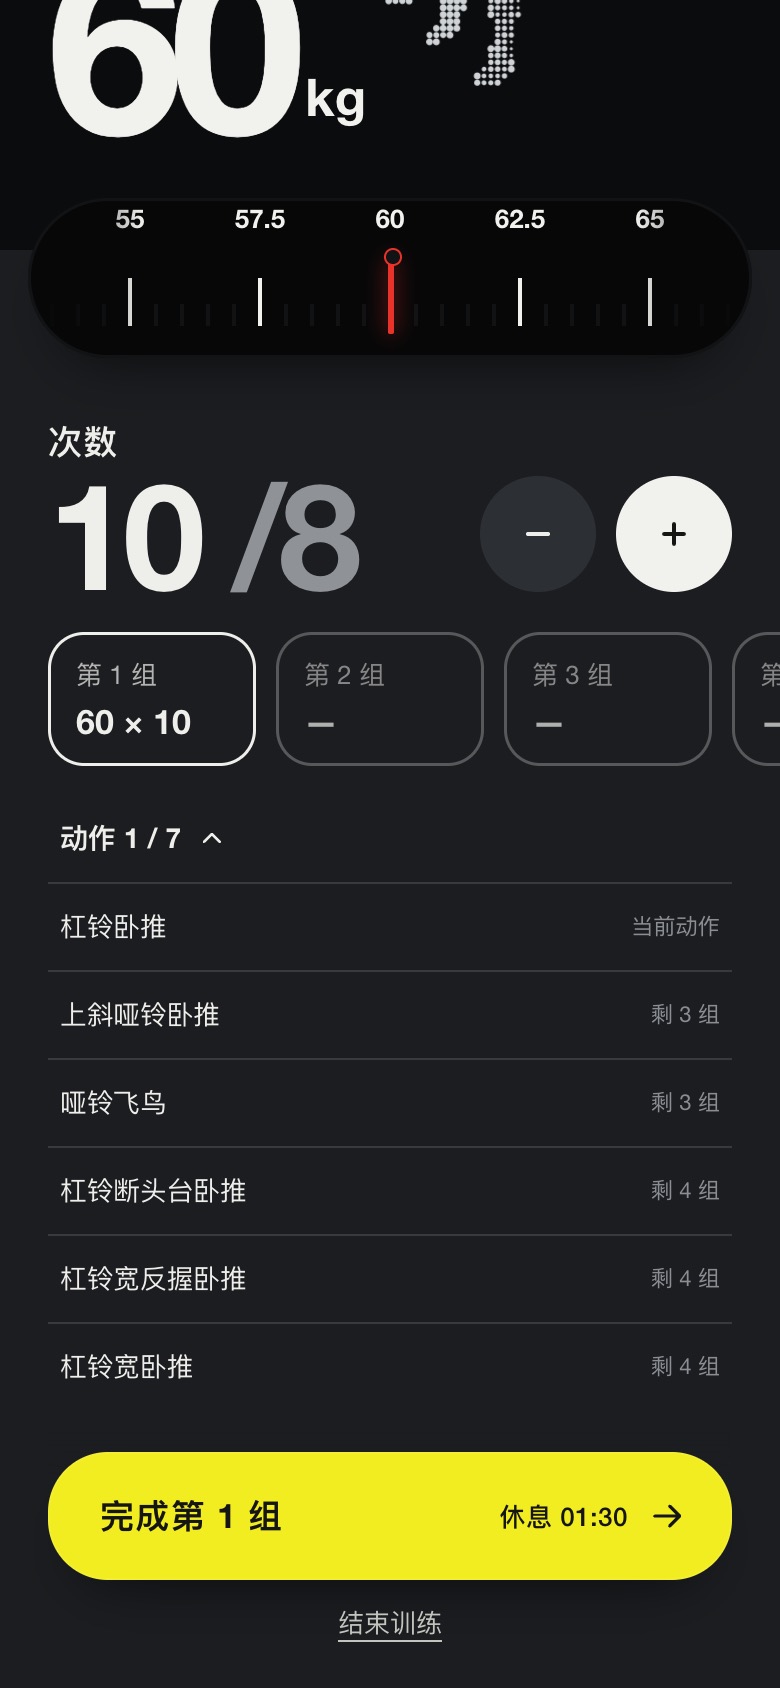 60 kg
55 57.5 60 62.5 65
次数
10 /8 − +
第 1 组 第 2 组 第 3 组 第
60 × 10 – – –
动作 1 / 7
杠铃卧推 当前动作
上斜哑铃卧推 剩 3 组
哑铃飞鸟 剩 3 组
杠铃断头台卧推 剩 4 组
杠铃宽反握卧推 剩 4 组
杠铃宽卧推 剩 4 组
完成第 1 组 休息 01:30 →
结束训练